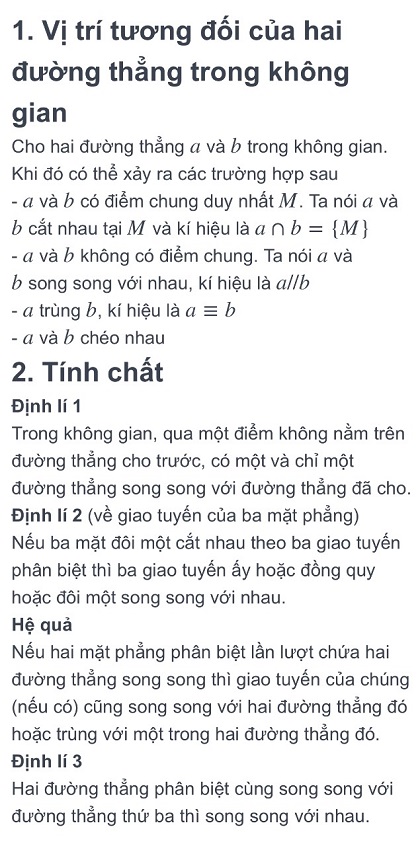 1. Vị trí tương đối của hai
đường thẳng trong không
gian
Cho hai đường thẳng a và b trong không gian.
Khi đó có thể xảy ra các trường hợp sau
- a và b có điểm chung duy nhất M. Ta nói a và
b cắt nhau tại M và kí hiệu là a ∩ b = {M}
- a và b không có điểm chung. Ta nói a và
b song song với nhau, kí hiệu là a//b
- a trùng b, kí hiệu là a ≡ b
- a và b chéo nhau
2. Tính chất
Định lí 1
Trong không gian, qua một điểm không nằm trên
đường thẳng cho trước, có một và chỉ một
đường thẳng song song với đường thẳng đã cho.
Định lí 2 (về giao tuyến của ba mặt phẳng)
Nếu ba mặt đôi một cắt nhau theo ba giao tuyến
phân biệt thì ba giao tuyến ấy hoặc đồng quy
hoặc đôi một song song với nhau.
Hệ quả
Nếu hai mặt phẳng phân biệt lần lượt chứa hai
đường thẳng song song thì giao tuyến của chúng
(nếu có) cũng song song với hai đường thẳng đó
hoặc trùng với một trong hai đường thẳng đó.
Định lí 3
Hai đường thẳng phân biệt cùng song song với
đường thẳng thứ ba thì song song với nhau.